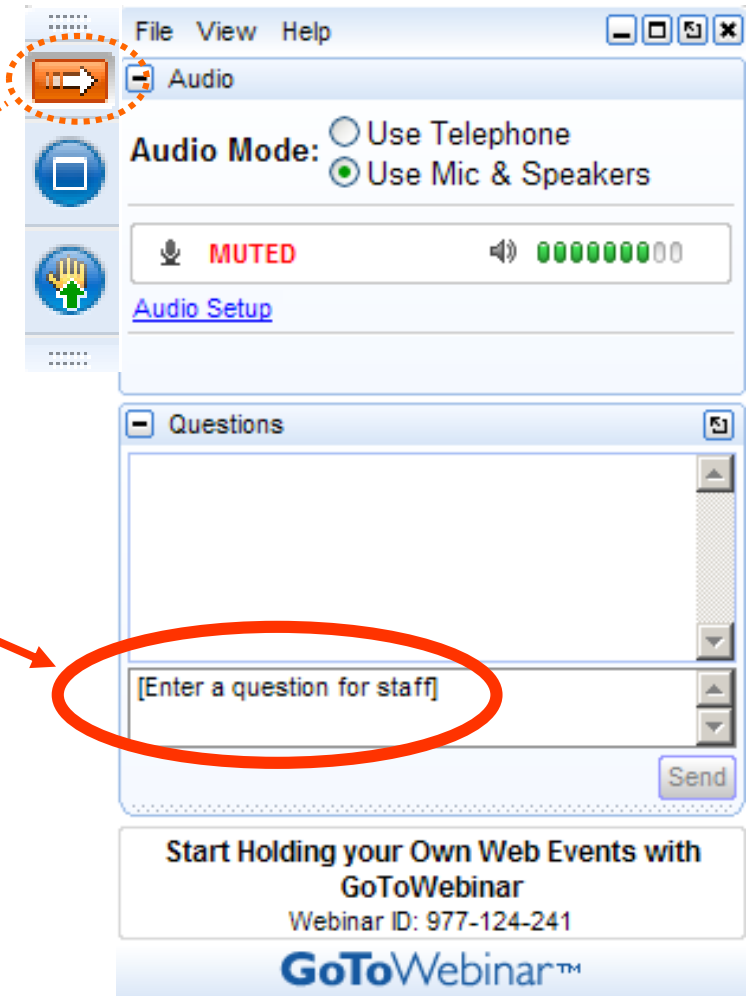 File View Help
Audio
Audio Mode: Use Telephone
Use Mic & Speakers
MUTED
Audio Setup
Questions
[Enter a question for staff]
Send
Start Holding your Own Web Events with
GoToWebinar
Webinar ID: 977-124-241
GoToWebinar™